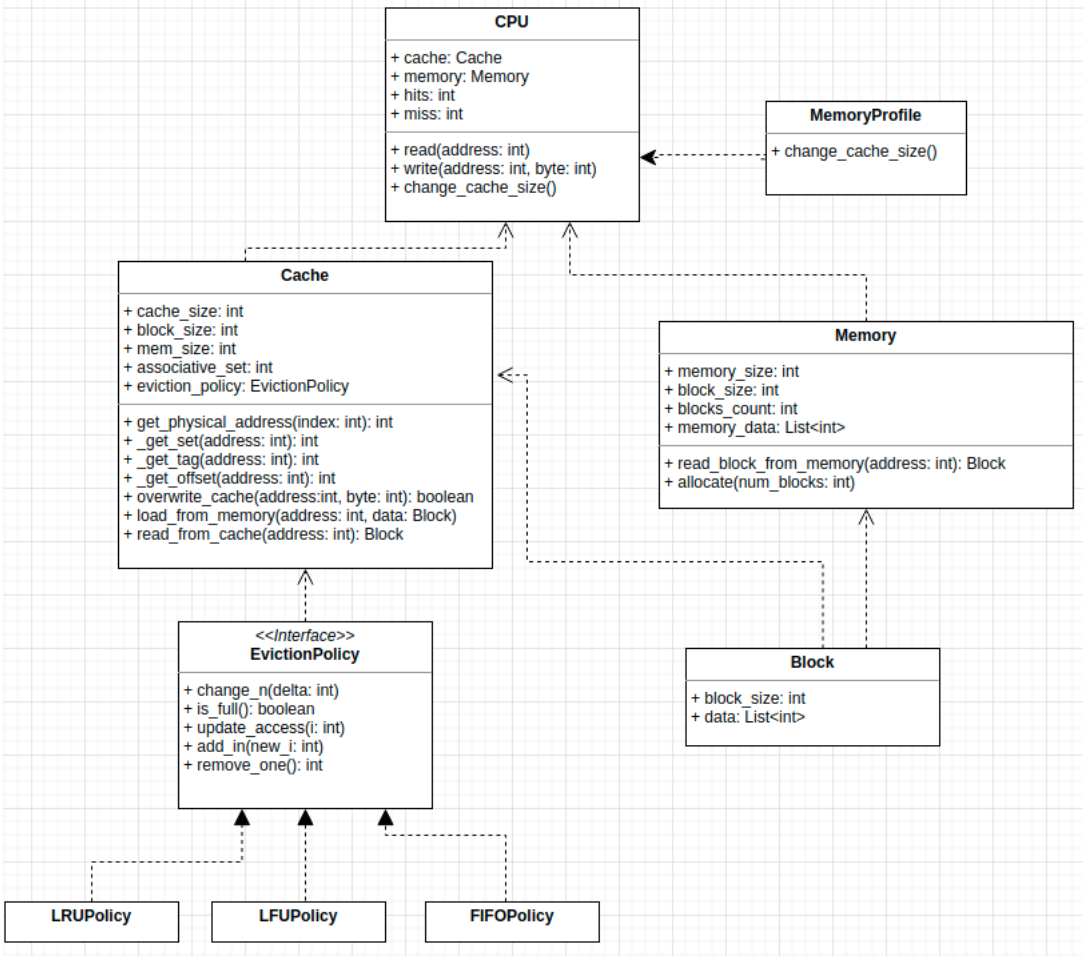 CPU
+ cache: Cache
+ memory: Memory
+ hits: int
+ miss: int
+ read(address: int)
+ write(address: int, byte: int)
+ change_cache_size()
MemoryProfile
+ change_cache_size()
Cache
+ cache_size: int
+ block_size: int
+ mem_size: int
+ associative_set: int
+ eviction_policy: EvictionPolicy
+ get_physical_address(index: int): int
+ _get_set(address: int): int
+ _get_tag(address: int): int
+ _get_offset(address: int): int
+ overwrite_cache(address:int, byte: int): boolean
+ load_from_memory(address: int, data: Block)
+ read_from_cache(address: int): Block
Memory
+ memory_size: int
+ block_size: int
+ blocks_count: int
+ memory_data: List<int>
+ read_block_from_memory(address: int): Block
+ allocate(num_blocks: int)
<<Interface>>
EvictionPolicy
+ change_n(delta: int)
+ is_full(): boolean
+ update_access(i: int)
+ add_in(new_i: int)
+ remove_one(): int
Block
+ block_size: int
+ data: List<int>
LRUPolicy
LFUPolicy
FIFOPolicy